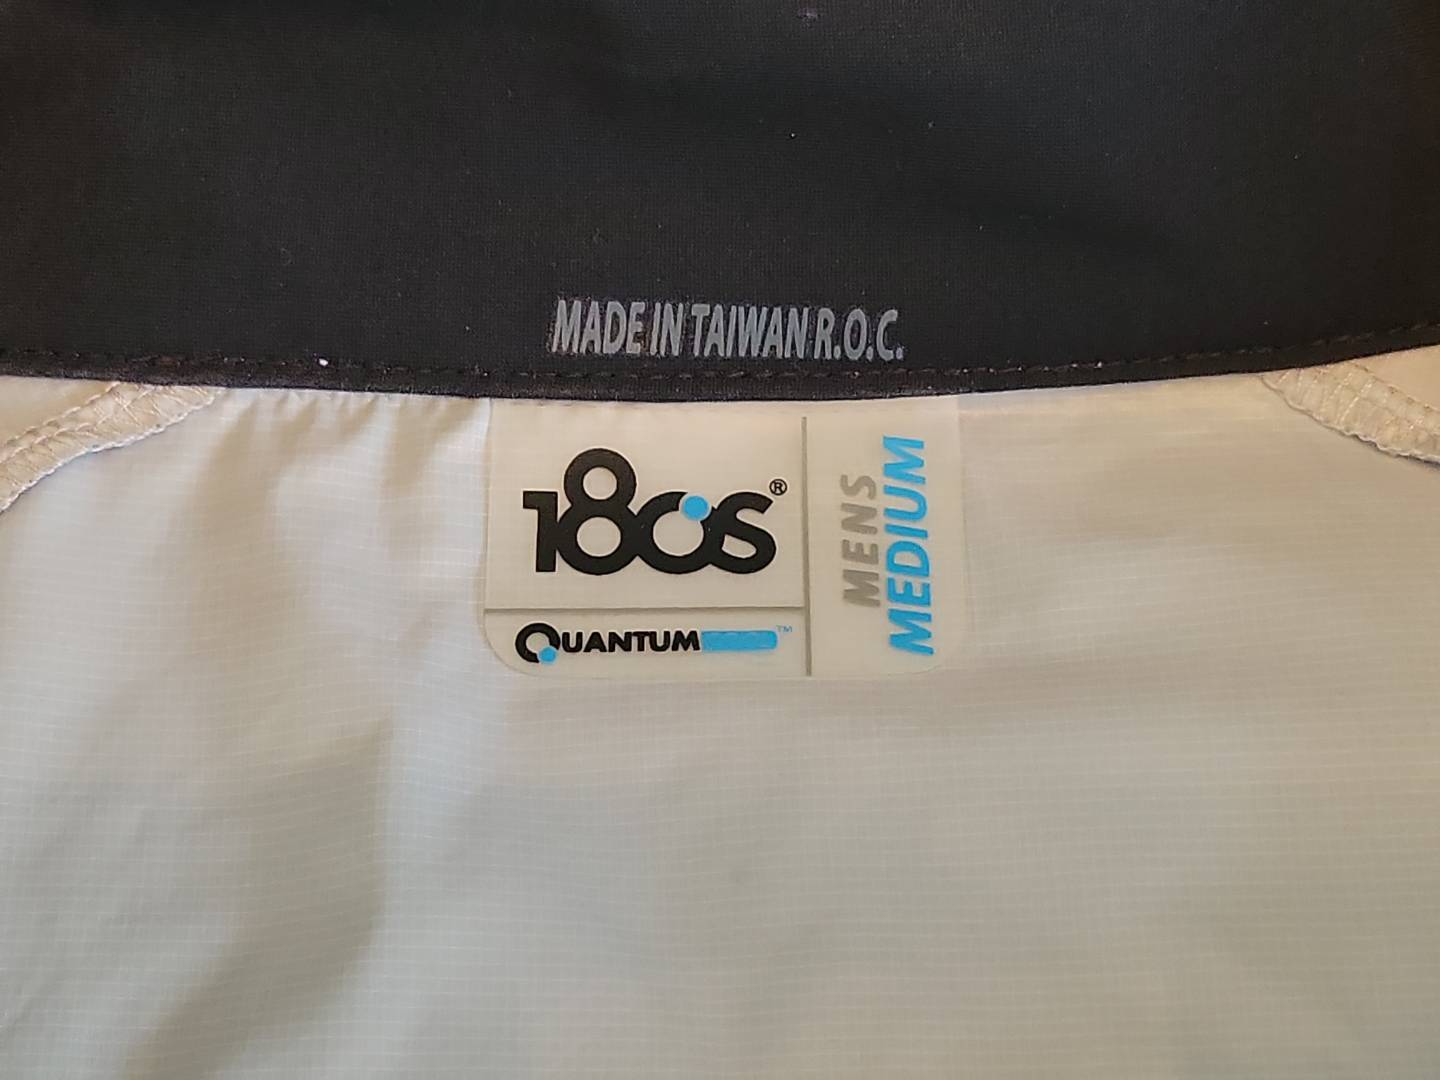 MADE IN TAIWAN R.O.C.
180s®
QUANTUM™
MENS
MEDIUM